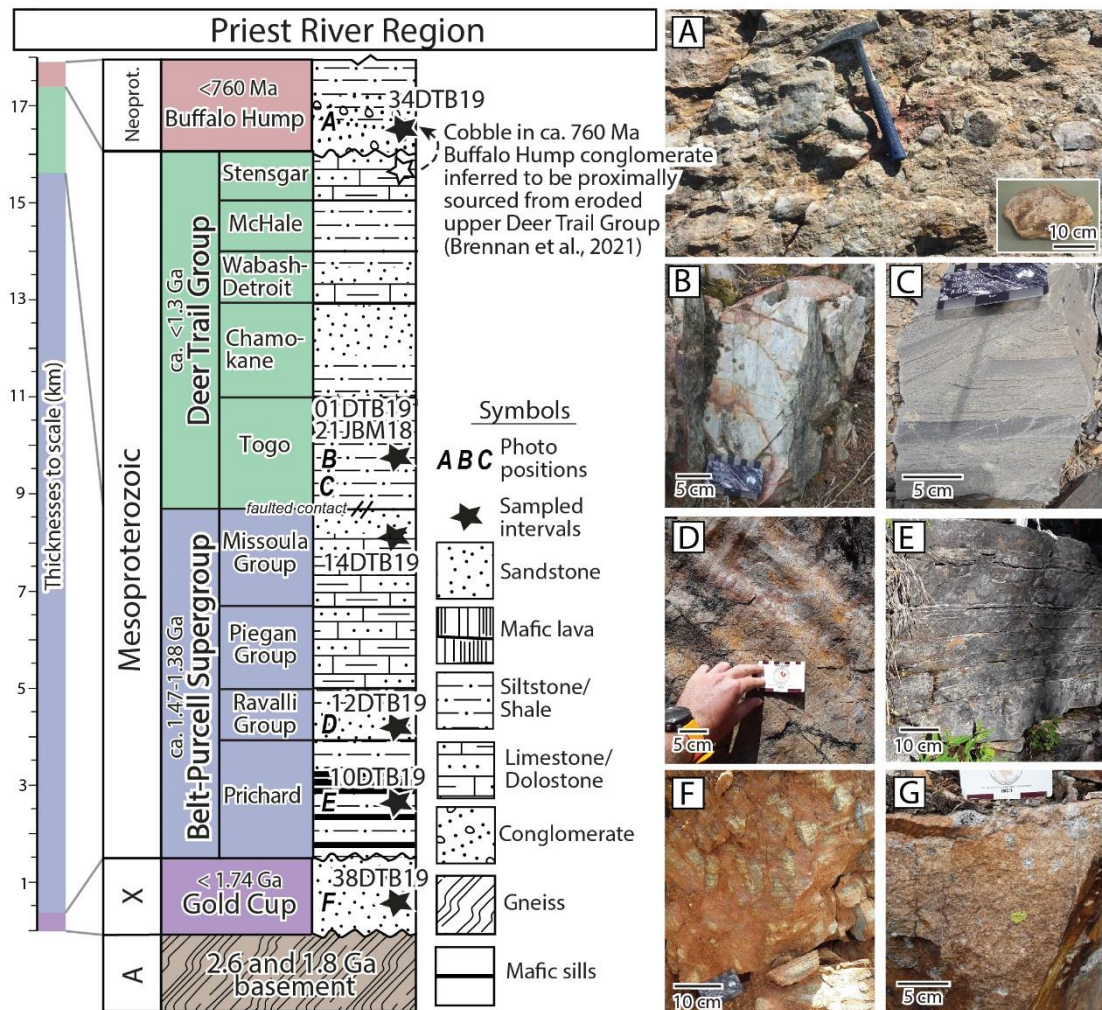 Priest River Region
Thicknesses to scale (km)
17
15
13
11
9
7
5
3
1
Neoprot.
Mesoproterozoic
X
A
<760 Ma
Buffalo Hump
ca. <1.3 Ga
Deer Trail Group
Stensgar
McHale
Wabash-
Detroit
Chamo-
kane
Togo
faulted contact
ca. 1.47-1.38 Ga
Belt-Purcell Supergroup
Missoula
Group
Piegan
Group
Ravalli
Group
Prichard
< 1.74 Ga
Gold Cup
2.6 and 1.8 Ga
basement
34DTB19
A
01DTB19
21JBM18
B
C
14DTB19
12DTB19
D
10DTB19
E
38DTB19
F
Cobble in ca. 760 Ma
Buffalo Hump conglomerate
inferred to be proximally
sourced from eroded
upper Deer Trail Group
(Brennan et al., 2021)
Symbols
A B C Photo
positions
Sampled
intervals
Sandstone
Mafic lava
Siltstone/
Shale
Limestone/
Dolostone
Conglomerate
Gneiss
Mafic sills
A
10 cm
B
5 cm
C
5 cm
D
5 cm
E
10 cm
F
10 cm
G
5 cm